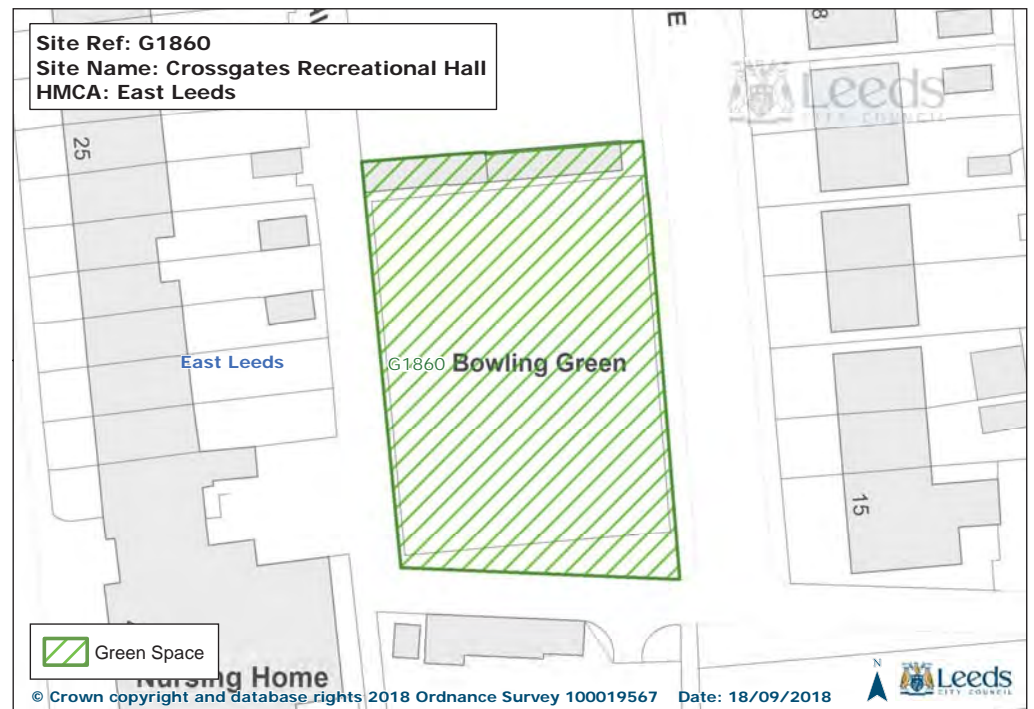 Site Ref: G1860
Site Name: Crossgates Recreational Hall
HMCA: East Leeds
E
8
Leeds
CITY COUNCIL
25
East Leeds
G1860 Bowling Green
15
Green Space
Nursing Home
© Crown copyright and database rights 2018 Ordnance Survey 100019567 Date: 18/09/2018
N
Leeds
CITY COUNCIL